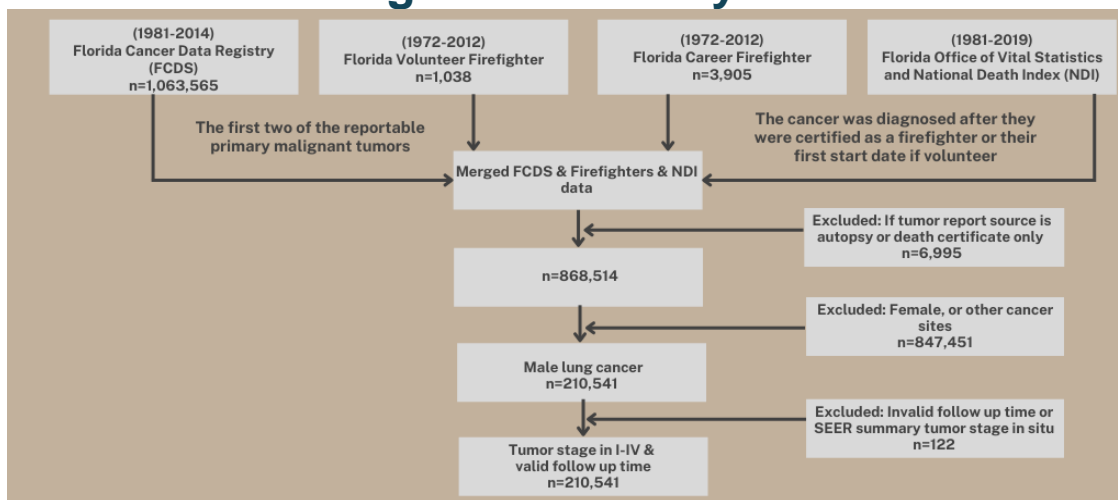 (1981-2014)
Florida Cancer Data Registry
(FCDS)
n=1,063,565
(1972-2012)
Florida Volunteer Firefighter
n=1,038
(1972-2012)
Florida Career Firefighter
n=3,905
(1981-2019)
Florida Office of Vital Statistics
and National Death Index (NDI)
The first two of the reportable
primary malignant tumors
The cancer was diagnosed after they
were certified as a firefighter or their
first start date if volunteer
Merged FCDS & Firefighters & NDI
data
Excluded: If tumor report source is
autopsy or death certificate only
n=6,995
n=868,514
Excluded: Female, or other cancer
sites
n=847,451
Male lung cancer
n=210,541
Excluded: Invalid follow up time or
SEER summary tumor stage in situ
n=122
Tumor stage in I-IV &
valid follow up time
n=210,541